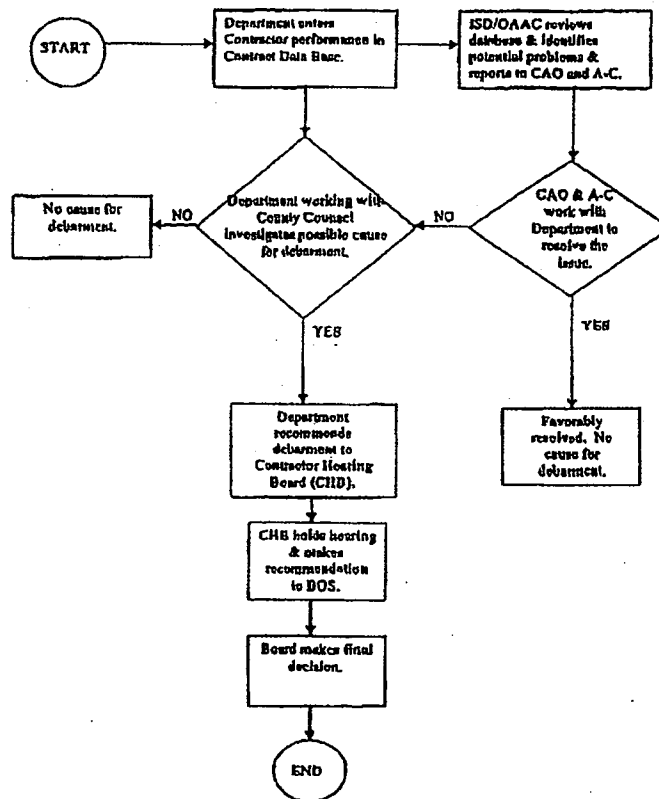 START
Department enters
Contractor performance in
Contract Data Base.
ISD/OAAC reviews
database & identifies
potential problems &
reports to CAO and A-C.
No cause for
debarment.
NO
Department working with
County Counsel
investigates possible cause
for debarment.
NO
CAO & A-C
work with
Department to
resolve the
issue.
YES
YES
Department
recommends
debarment to
Contractor Hearing
Board (CHB).
Favorably
resolved. No
cause for
debarment.
CHB holds hearing
& makes
recommendation
to BOS.
Board makes final
decision.
END